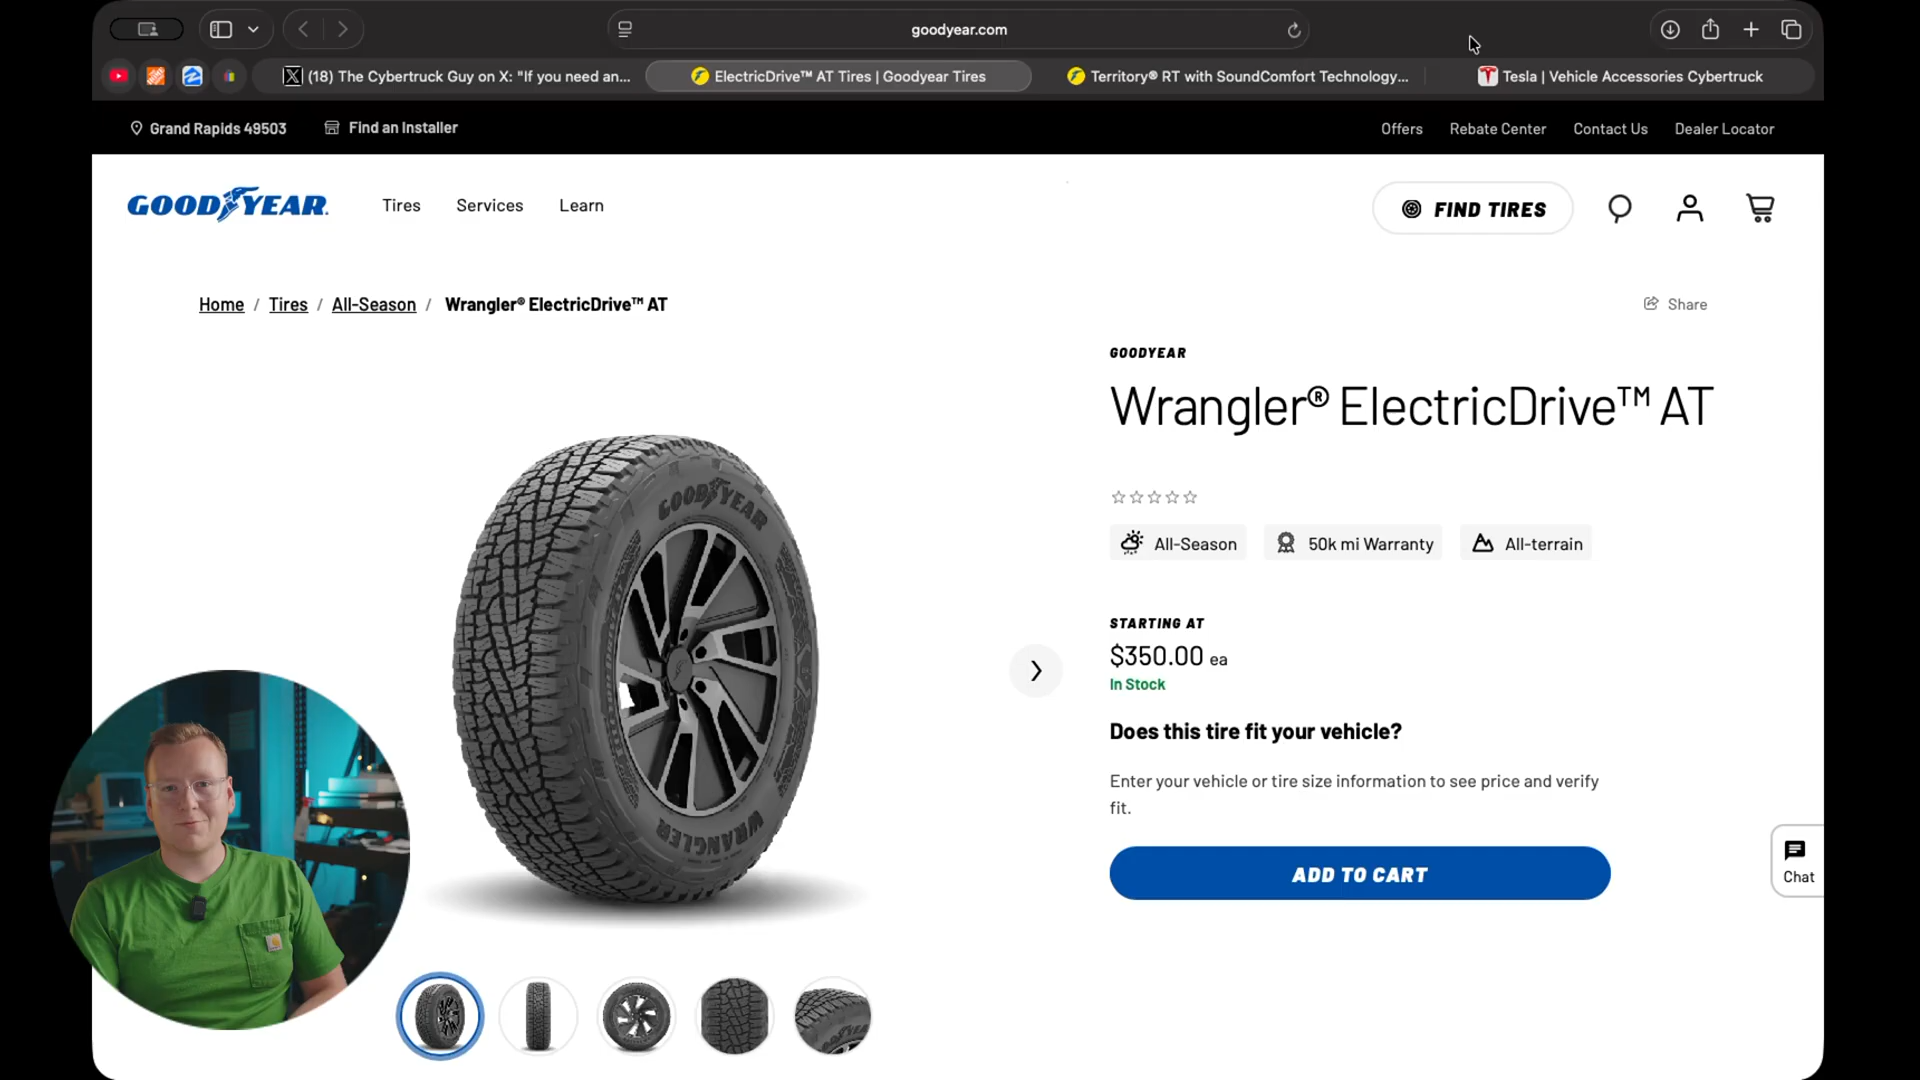 goodyear.com
(18) The Cybertruck Guy on X: "If you need an...
ElectricDrive™ AT Tires | Goodyear Tires
Territory® RT with SoundComfort Technology...
Tesla | Vehicle Accessories Cybertruck
Grand Rapids 49503
Find an Installer
Offers
Rebate Center
Contact Us
Dealer Locator
GOODYEAR
Tires
Services
Learn
FIND TIRES
Home / Tires / All-Season / Wrangler® ElectricDrive™ AT
Share
GOODYEAR
Wrangler® ElectricDrive™ AT
All-Season
50k mi Warranty
All-terrain
STARTING AT
$350.00 ea
In Stock
Does this tire fit your vehicle?
Enter your vehicle or tire size information to see price and verify
fit.
ADD TO CART
Chat
GOODYEAR
WRANGLER